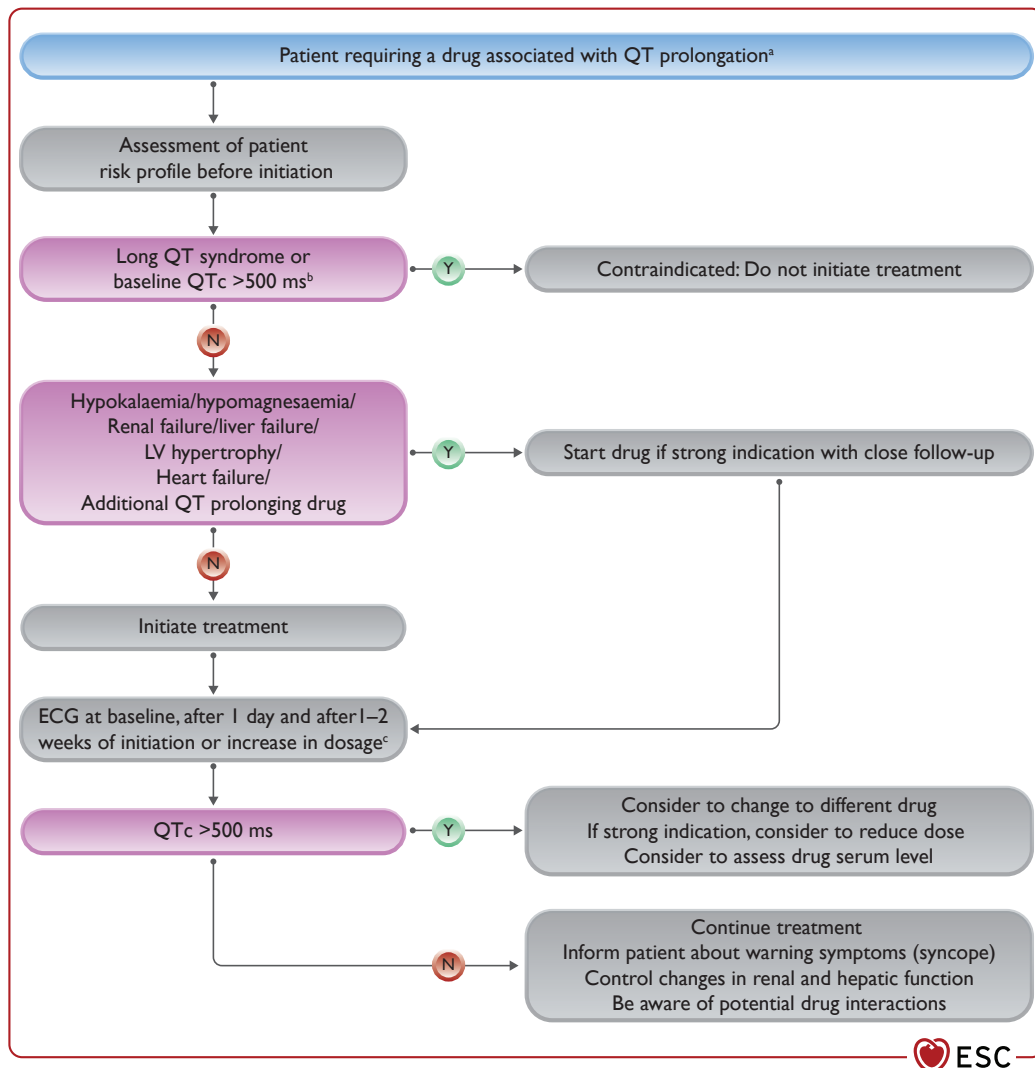 Patient requiring a drug associated with QT prolongationᵃ
Assessment of patient
risk profile before initiation
Long QT syndrome or
baseline QTc >500 msᵇ
Y
Contraindicated: Do not initiate treatment
N
Hypokalaemia/hypomagnesaemia/
Renal failure/liver failure/
LV hypertrophy/
Heart failure/
Additional QT prolonging drug
Y
Start drug if strong indication with close follow-up
N
Initiate treatment
ECG at baseline, after 1 day and after1–2
weeks of initiation or increase in dosageᶜ
QTc >500 ms
Y
Consider to change to different drug
If strong indication, consider to reduce dose
Consider to assess drug serum level
N
Continue treatment
Inform patient about warning symptoms (syncope)
Control changes in renal and hepatic function
Be aware of potential drug interactions
ESC